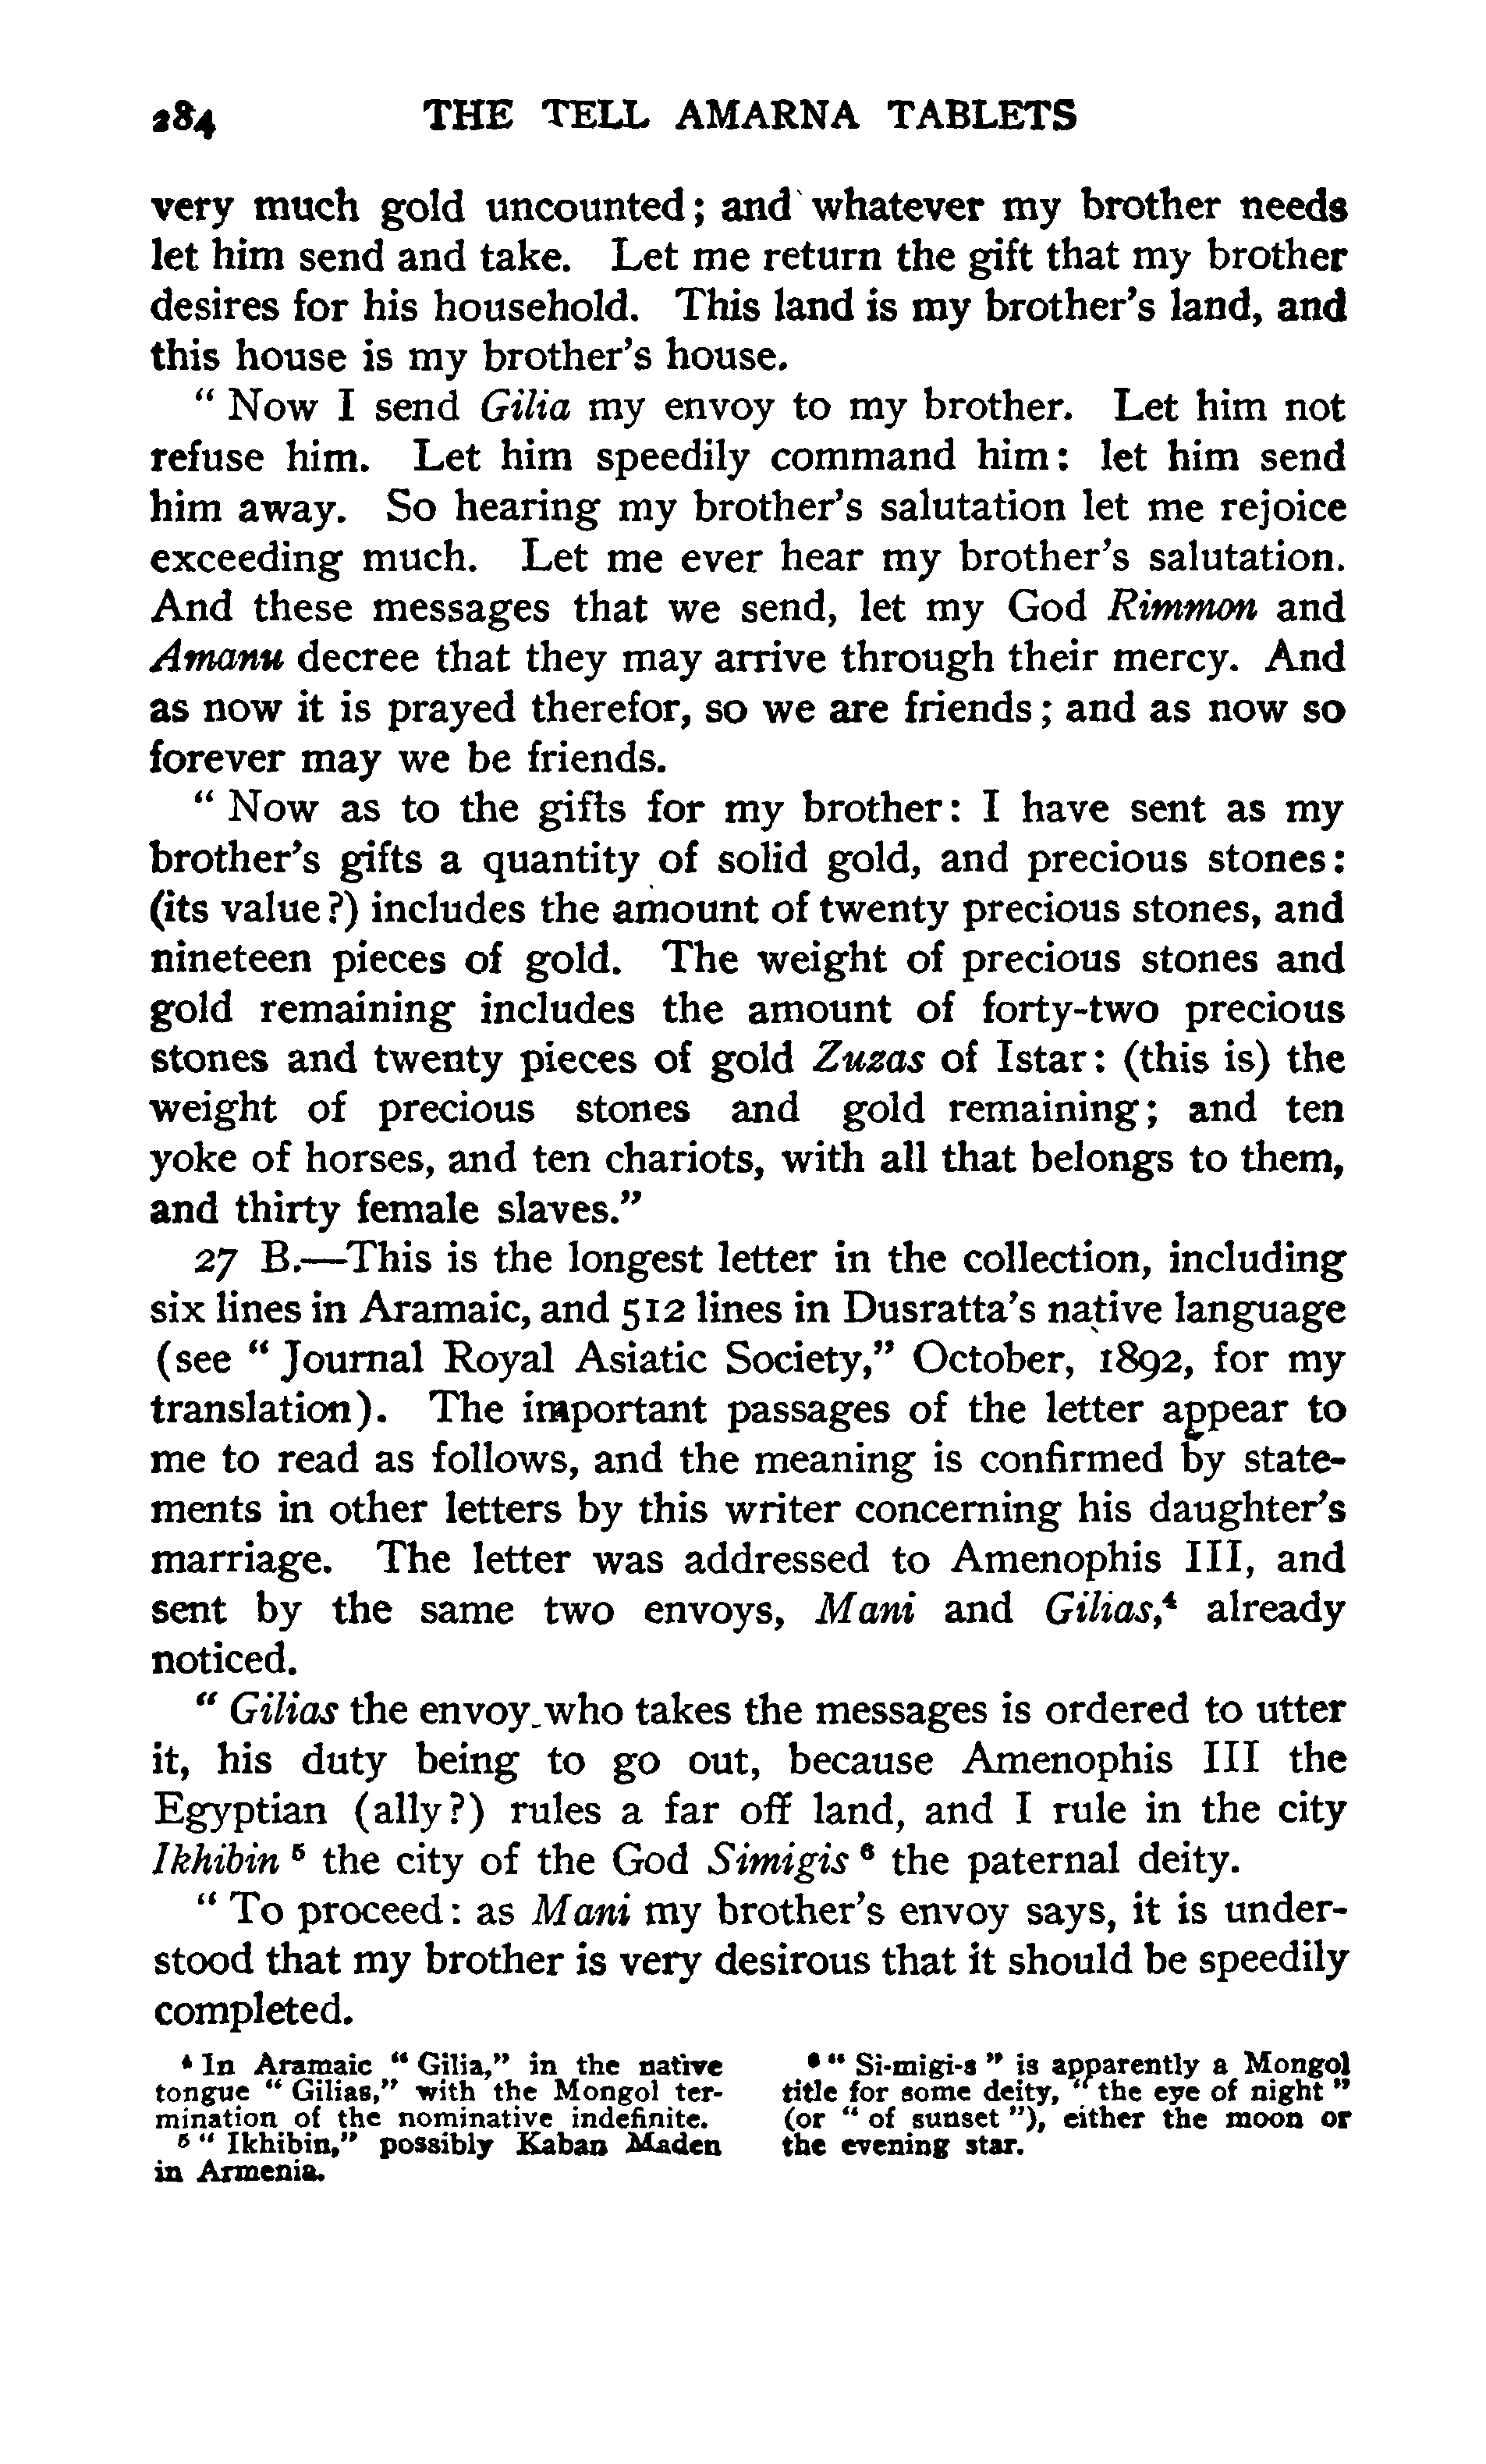 284 THE TELL AMARNA TABLETS
very much gold uncounted; and whatever my brother needs
let him send and take. Let me return the gift that my brother
desires for his household. This land is my brother's land, and
this house is my brother's house.
" Now I send Gilia my envoy to my brother. Let him not
refuse him. Let him speedily command him: let him send
him away. So hearing my brother's salutation let me rejoice
exceeding much. Let me ever hear my brother's salutation.
And these messages that we send, let my God Rimmon and
Amanu decree that they may arrive through their mercy. And
as now it is prayed therefor, so we are friends; and as now so
forever may we be friends.
" Now as to the gifts for my brother: I have sent as my
brother's gifts a quantity of solid gold, and precious stones:
(its value?) includes the amount of twenty precious stones, and
nineteen pieces of gold. The weight of precious stones and
gold remaining includes the amount of forty-two precious
stones and twenty pieces of gold Zuzas of Istar: (this is) the
weight of precious stones and gold remaining; and ten
yoke of horses, and ten chariots, with all that belongs to them,
and thirty female slaves."
27 B.—This is the longest letter in the collection, including
six lines in Aramaic, and 512 lines in Dusratta's native language
(see " Journal Royal Asiatic Society," October, 1892, for my
translation). The important passages of the letter appear to
me to read as follows, and the meaning is confirmed by state-
ments in other letters by this writer concerning his daughter's
marriage. The letter was addressed to Amenophis III, and
sent by the same two envoys, Mani and Gilias,⁴ already
noticed.
" Gilias the envoy who takes the messages is ordered to utter
it, his duty being to go out, because Amenophis III the
Egyptian (ally?) rules a far off land, and I rule in the city
Ikhibin ⁵ the city of the God Simigis ⁶ the paternal deity.
" To proceed: as Mani my brother's envoy says, it is under-
stood that my brother is very desirous that it should be speedily
completed.
⁴ In Aramaic " Gilia," in the native
tongue " Gilias," with the Mongol ter-
mination of the nominative indefinite.
⁵ " Ikhibin," possibly Kaban Maden
in Armenia.
⁶ " Si-migi-s " is apparently a Mongol
title for some deity, " the eye of night "
(or " of sunset "), either the moon or
the evening star.